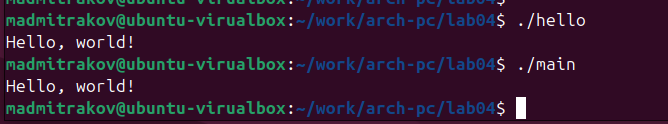 madmitrakov@ubuntu-virualbox:~/work/arch-pc/lab04$ ./hello
Hello, world!
madmitrakov@ubuntu-virualbox:~/work/arch-pc/lab04$ ./main
Hello, world!
madmitrakov@ubuntu-virualbox:~/work/arch-pc/lab04$